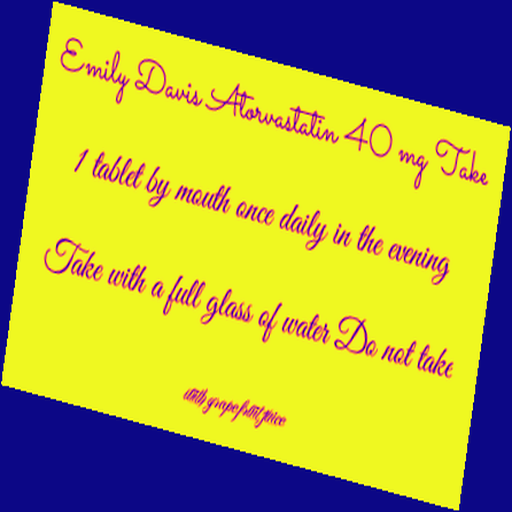 Emily Davis Atorvastatin 40 mg Take
1 tablet by mouth once daily in the evening
Take with a full glass of water Do not take
with grapefruit juice